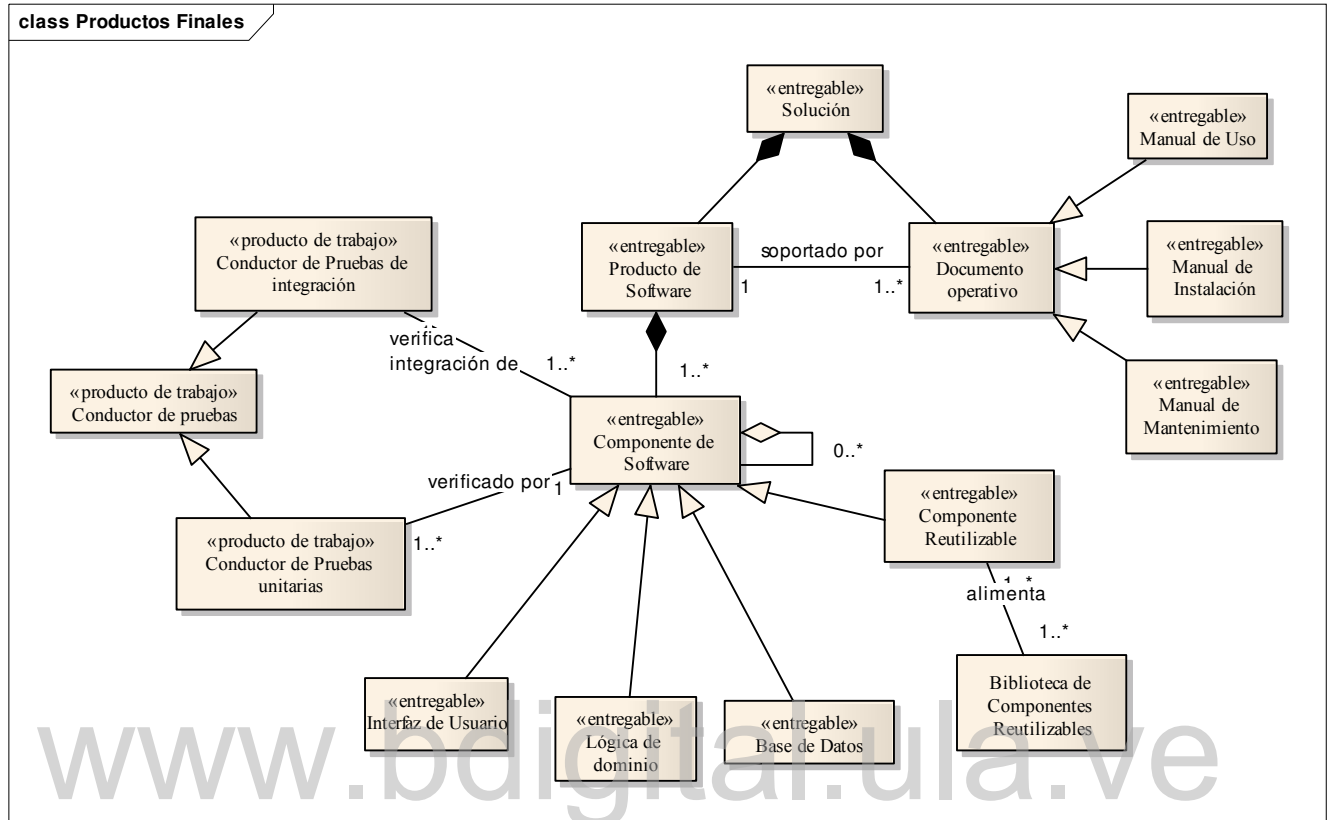 class Productos Finales
«entregable»
Solución
«entregable»
Manual de Uso
«producto de trabajo»
Conductor de Pruebas de
integración
«entregable»
Producto de
Software
soportado por
1
1..*
«entregable»
Documento
operativo
«entregable»
Manual de
Instalación
verifica
integración de
1..*
1..*
«producto de trabajo»
Conductor de pruebas
«entregable»
Componente de
Software
0..*
«entregable»
Manual de
Mantenimiento
verificado por
1
1..*
«producto de trabajo»
Conductor de Pruebas
unitarias
«entregable»
Componente
Reutilizable
1..*
alimenta
1..*
«entregable»
Interfaz de Usuario
«entregable»
Lógica de
dominio
«entregable»
Base de Datos
Biblioteca de
Componentes
Reutilizables
www.bdigital.ula.ve